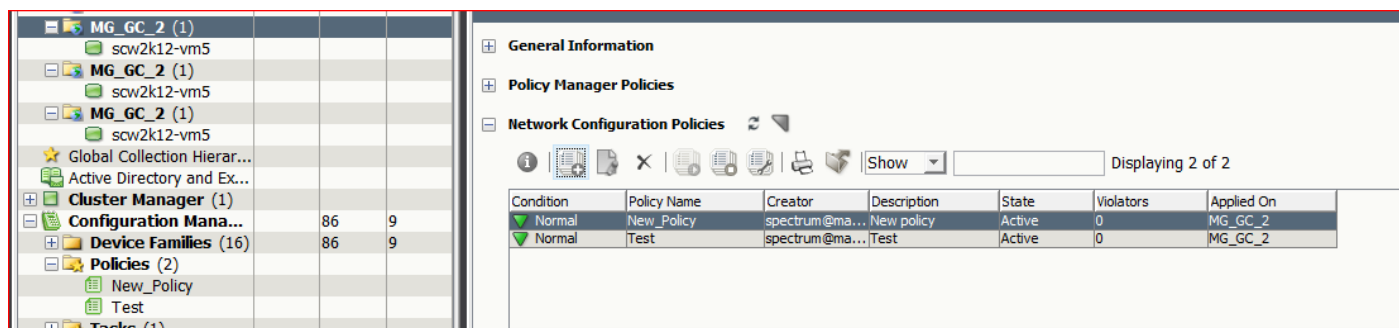 MG_GC_2 (1)
scw2k12-vm5
MG_GC_2 (1)
scw2k12-vm5
MG_GC_2 (1)
scw2k12-vm5
Global Collection Hierar...
Active Directory and Ex...
Cluster Manager (1)
Configuration Mana... 86 9
Device Families (16) 86 9
Policies (2)
New_Policy
Test
Tasks (1)
General Information
Policy Manager Policies
Network Configuration Policies
Show Displaying 2 of 2
Condition Policy Name Creator Description State Violators Applied On
Normal New_Policy spectrum@ma... New policy Active 0 MG_GC_2
Normal Test spectrum@ma... Test Active 0 MG_GC_2